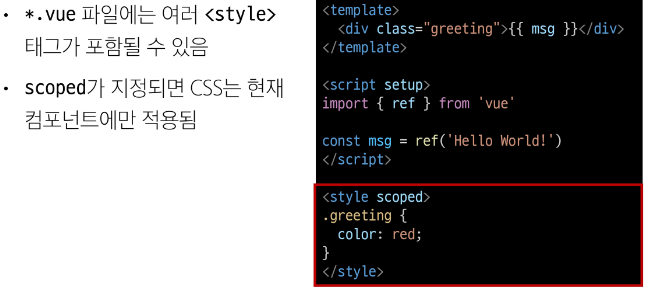 • *.vue 파일에는 여러 <style>
태그가 포함될 수 있음
• scoped가 지정되면 CSS는 현재
컴포넌트에만 적용됨
<template>
  <div class="greeting">{{ msg }}</div>
</template>

<script setup>
import { ref } from 'vue'

const msg = ref('Hello World!')
</script>

<style scoped>
.greeting {
  color: red;
}
</style>